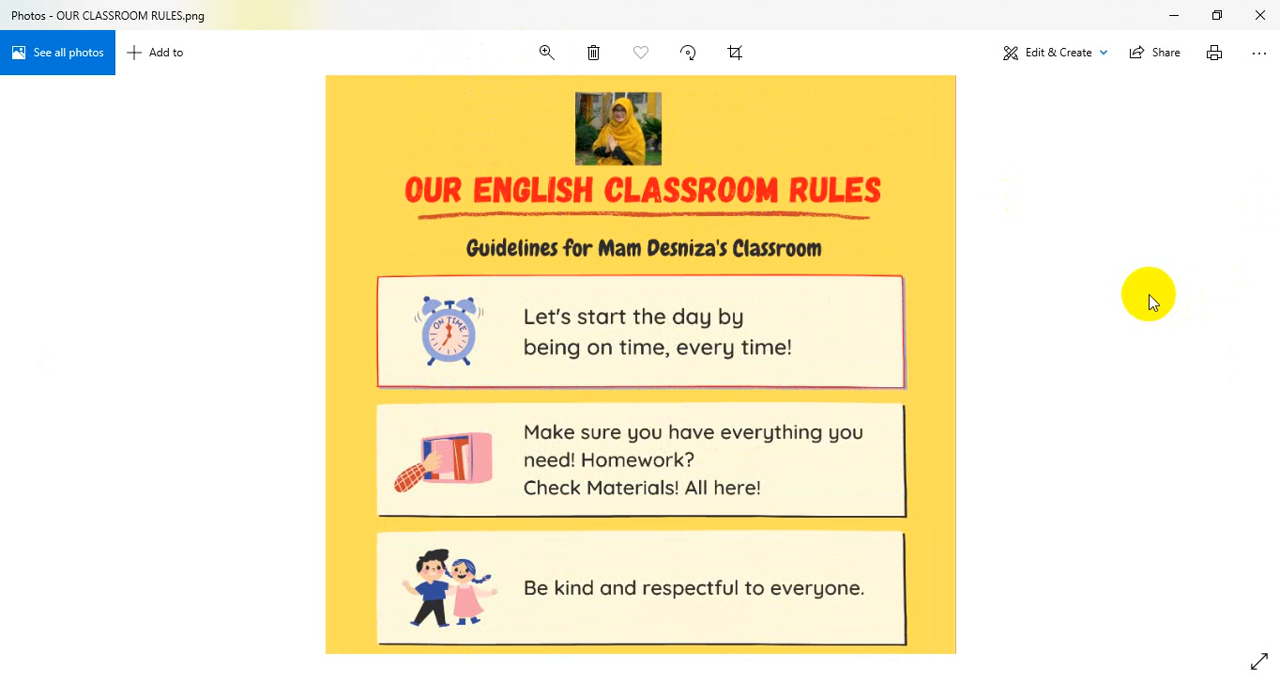 Photos - OUR CLASSROOM RULES.png
See all photos
Add to
Edit & Create
Share
OUR ENGLISH CLASSROOM RULES
Guidelines for Mam Desniza's Classroom
ON TIME
Let's start the day by
being on time, every time!
Make sure you have everything you
need! Homework?
Check Materials! All here!
Be kind and respectful to everyone.